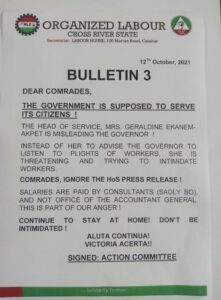 ORGANIZED LABOUR
CROSS RIVER STATE
Secretariat: LABOUR HOUSE, 100 Marian Road, Calabar
12TH October, 2021
BULLETIN 3
DEAR COMRADES,
THE GOVERNMENT IS SUPPOSED TO SERVE
ITS CITIZENS !
THE HEAD OF SERVICE, MRS. GERALDINE EKANEM-
AKPET IS MISLEADING THE GOVERNOR !
INSTEAD OF HER TO ADVISE THE GOVERNOR TO
LISTEN TO PLIGHTS OF WORKERS, SHE IS
THREATENING AND TRYING TO INTIMIDATE
WORKERS.
COMRADES, IGNORE THE HoS PRESS RELEASE !
SALARIES ARE PAID BY CONSULTANTS (SADLY SO), AND
NOT OFFICE OF THE ACCOUNTANT GENERAL.
THIS IS PART OF OUR ANGER !
CONTINUE TO STAY AT HOME! DON'T BE
INTIMIDATED !
ALUTA CONTINUA!
VICTORIA ACERTA!!
SIGNED: ACTION COMMITTEE
Solidarity Forever